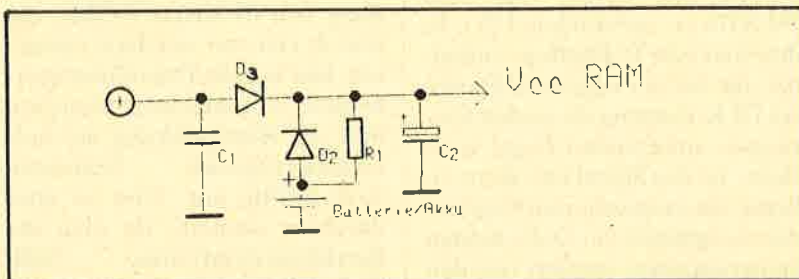 D3
Vcc RAM
C1
D2
R1
C2
+
Batterie/Akku